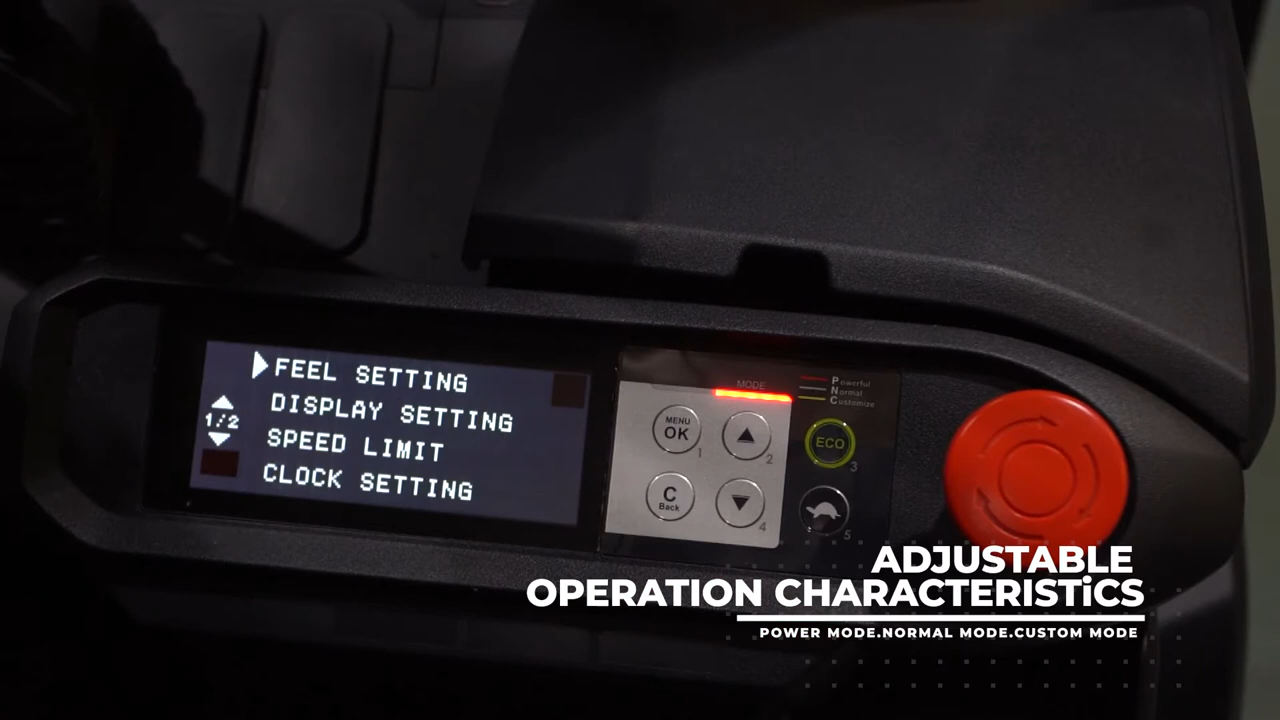 FEEL SETTING
DISPLAY SETTING
1/2
SPEED LIMIT
CLOCK SETTING
MODE
Powerful
Normal
Customize
MENU
OK
1
2
ECO
3
C
Back
4
5
ADJUSTABLE
OPERATION CHARACTERISTiCS
POWER MODE.NORMAL MODE.CUSTOM MODE